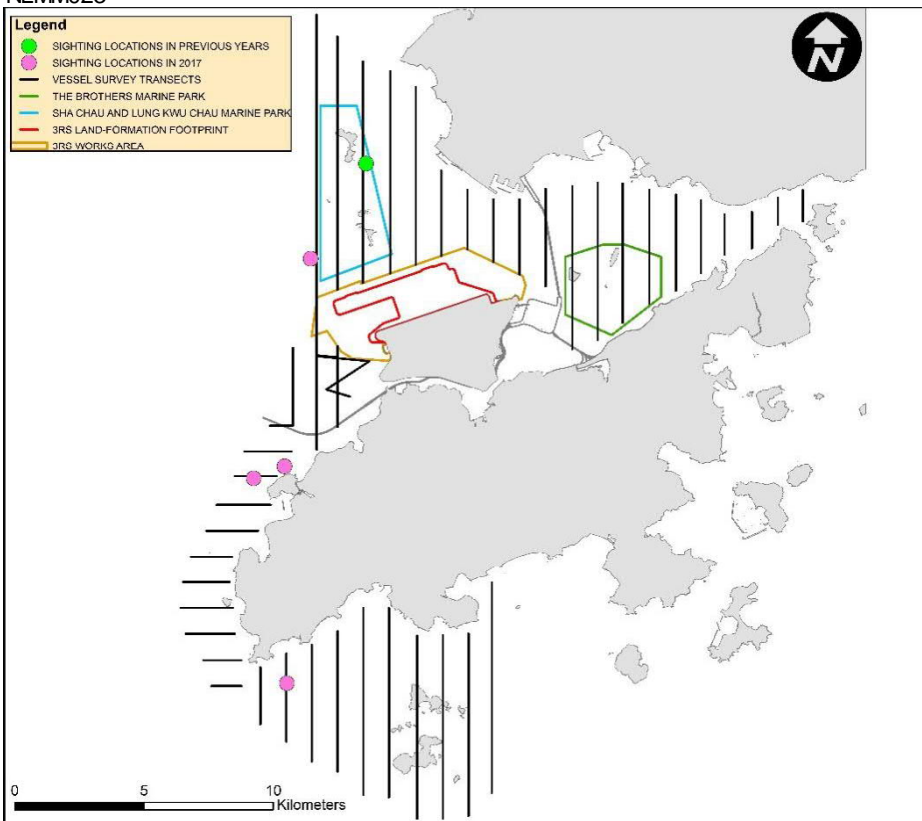 Legend
SIGHTING LOCATIONS IN PREVIOUS YEARS
SIGHTING LOCATIONS IN 2017
VESSEL SURVEY TRANSECTS
THE BROTHERS MARINE PARK
SHA CHAU AND LUNG KWU CHAU MARINE PARK
3RS LAND-FORMATION FOOTPRINT
3RS WORKS AREA
N
0 5 10
Kilometers